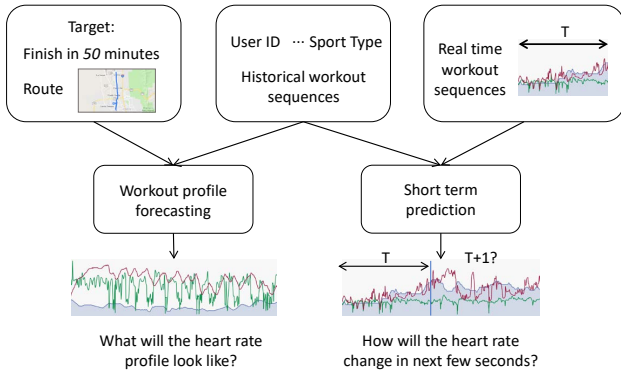 Target:
Finish in 50 minutes
Route
User ID ... Sport Type
Historical workout
sequences
Real time
workout
sequences
T
Workout profile
forecasting
Short term
prediction
T
T+1?
What will the heart rate
profile look like?
How will the heart rate
change in next few seconds?